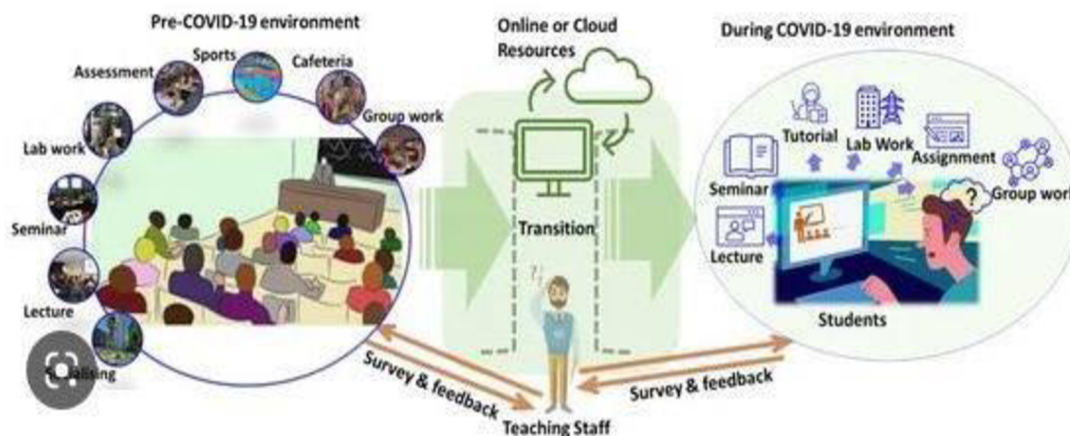 Pre-COVID-19 environment
Sports
Assessment
Cafeteria
Group work
Lab work
Seminar
Lecture
Online or Cloud
Resources
Transition
?
Survey & feedback
Teaching Staff
Survey & feedback
During COVID-19 environment
Tutorial
Lab Work
Assignment
Seminar
Group work
?
Lecture
Students